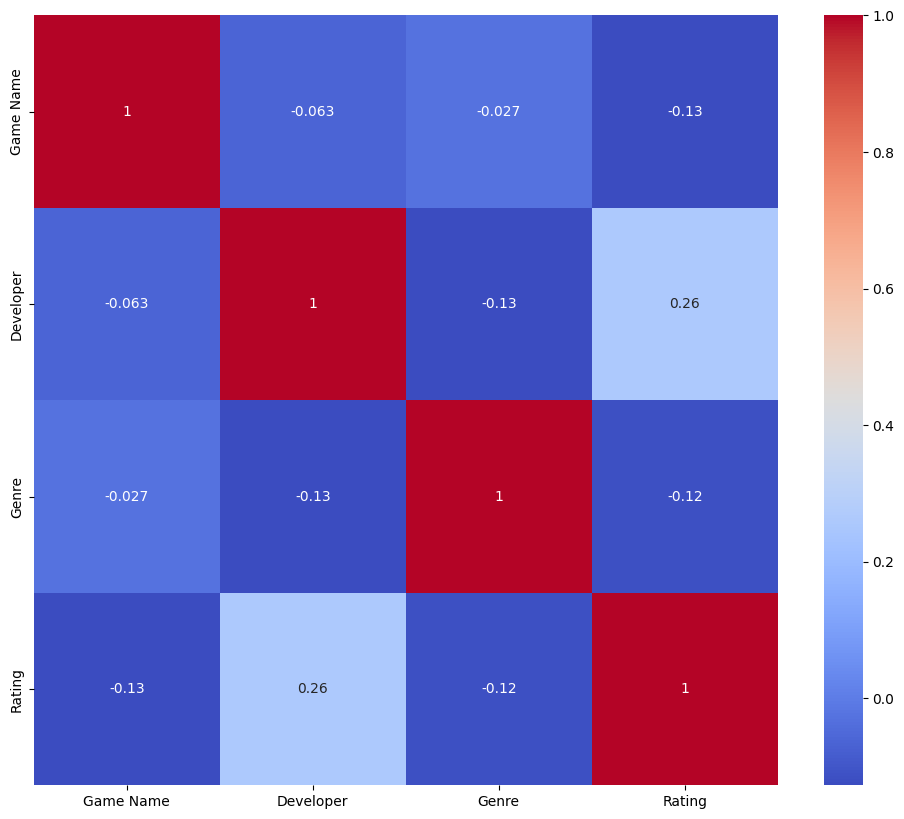 1.0
Game Name
1
-0.063
-0.027
-0.13
0.8
Developer
-0.063
1
-0.13
0.26
0.6
0.4
Genre
-0.027
-0.13
1
-0.12
0.2
Rating
-0.13
0.26
-0.12
1
0.0
Game Name
Developer
Genre
Rating